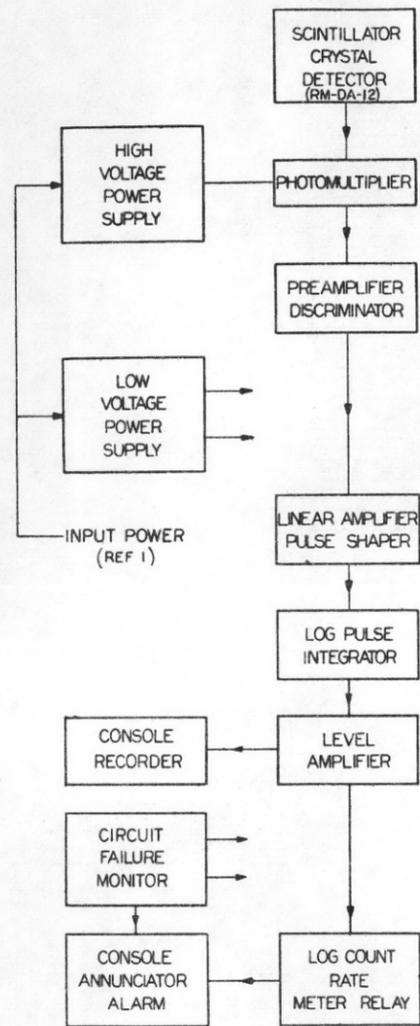 SCINTILLATOR
CRYSTAL
DETECTOR
(RM-DA-12)
HIGH
VOLTAGE
POWER
SUPPLY
PHOTOMULTIPLIER
PREAMPLIFIER
DISCRIMINATOR
LOW
VOLTAGE
POWER
SUPPLY
INPUT POWER
(REF 1)
LINEAR AMPLIFIER
PULSE SHAPER
LOG PULSE
INTEGRATOR
CONSOLE
RECORDER
LEVEL
AMPLIFIER
CIRCUIT
FAILURE
MONITOR
CONSOLE
ANNUNCIATOR
ALARM
LOG COUNT
RATE
METER RELAY